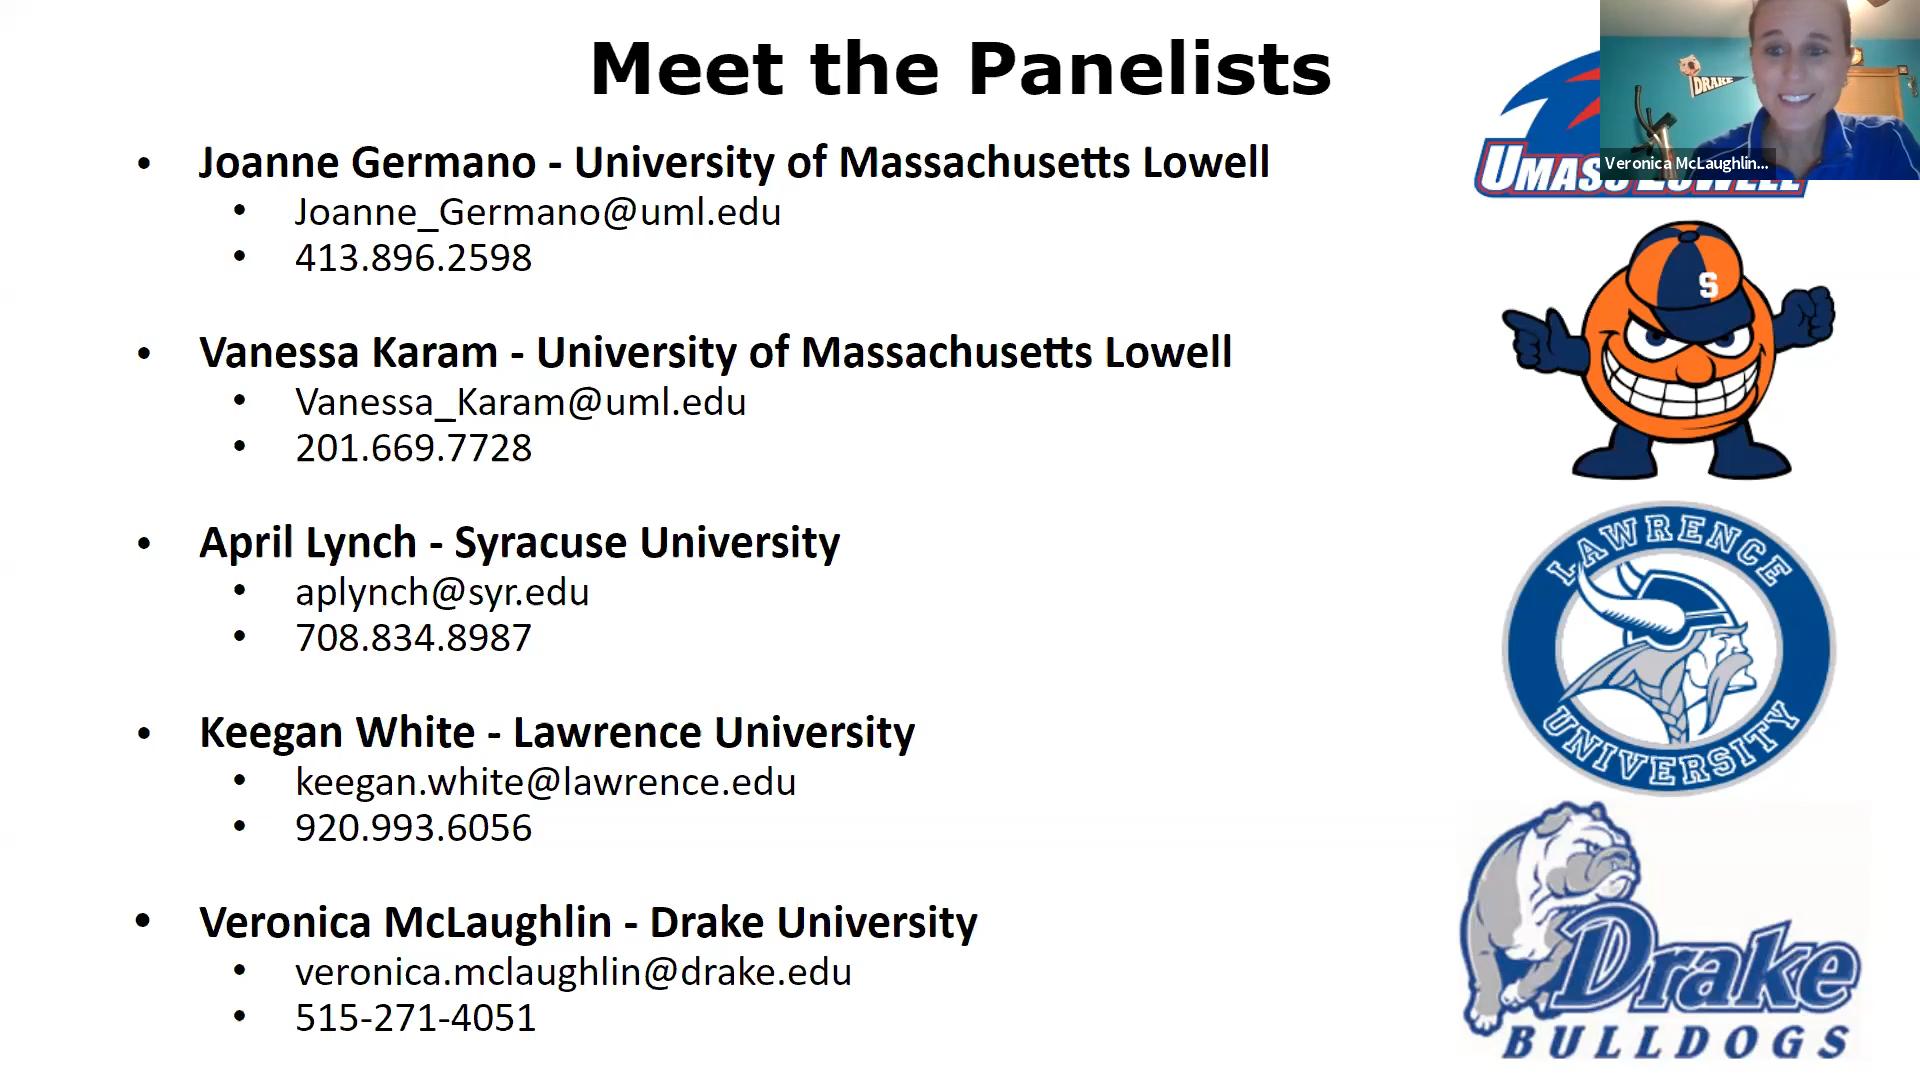 Meet the Panelists
DRAKE
Veronica McLaughlin...
UMASS LOWELL
• Joanne Germano - University of Massachusetts Lowell
• Joanne_Germano@uml.edu
• 413.896.2598
S
• Vanessa Karam - University of Massachusetts Lowell
• Vanessa_Karam@uml.edu
• 201.669.7728
• April Lynch - Syracuse University
• aplynch@syr.edu
• 708.834.8987
LAWRENCE
UNIVERSITY
• Keegan White - Lawrence University
• keegan.white@lawrence.edu
• 920.993.6056
• Veronica McLaughlin - Drake University
• veronica.mclaughlin@drake.edu
• 515-271-4051
Drake
BULLDOGS